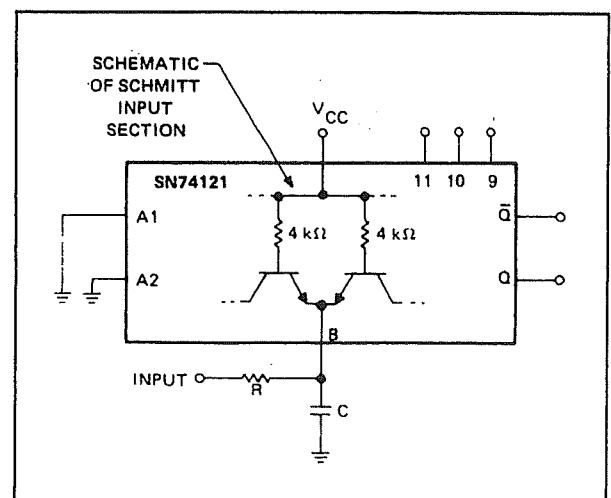 SCHEMATIC
OF SCHMITT
INPUT
SECTION
VCC
SN74121
11 10 9
A1
Q̅
4 kΩ 4 kΩ
A2
Q
B
INPUT
R
C